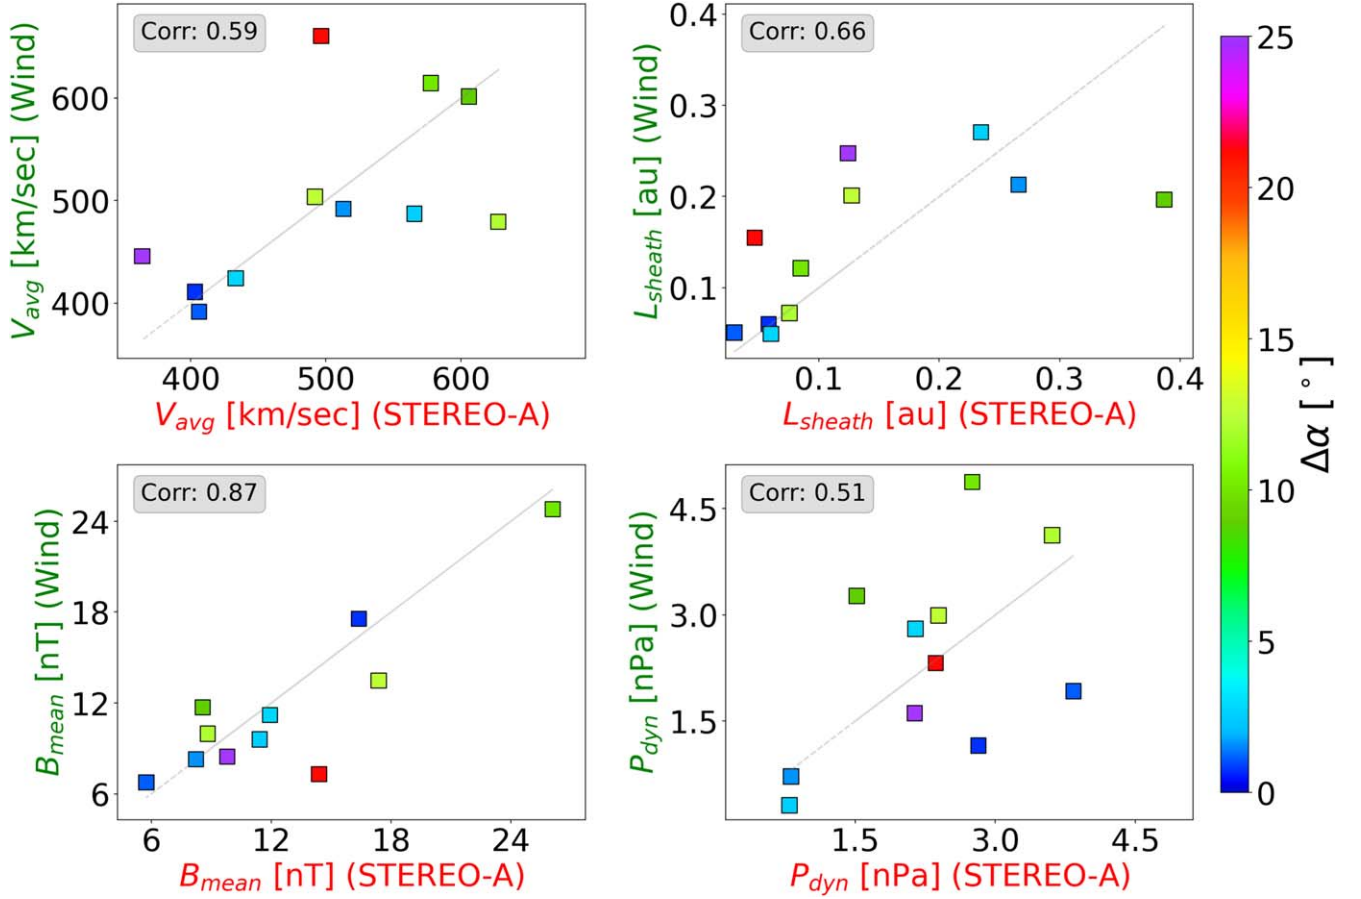 Corr: 0.59
600
500
400
V_avg [km/sec] (Wind)
400 500 600
V_avg [km/sec] (STEREO-A)
Corr: 0.66
0.4
0.3
0.2
0.1
L_sheath [au] (Wind)
0.1 0.2 0.3 0.4
L_sheath [au] (STEREO-A)
Corr: 0.87
24
18
12
6
B_mean [nT] (Wind)
6 12 18 24
B_mean [nT] (STEREO-A)
Corr: 0.51
4.5
3.0
1.5
P_dyn [nPa] (Wind)
1.5 3.0 4.5
P_dyn [nPa] (STEREO-A)
25
20
15
10
5
0
Δα [°]